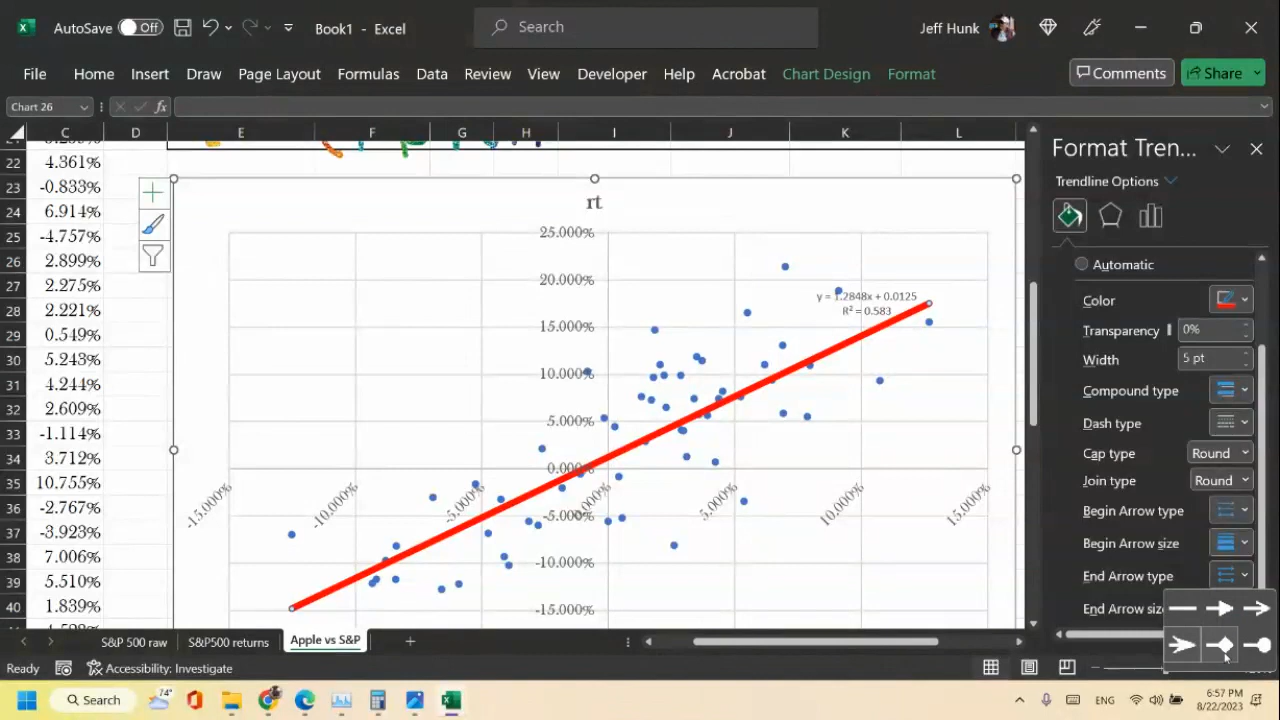 AutoSave Off Book1 - Excel Search Jeff Hunk
File Home Insert Draw Page Layout Formulas Data Review View Developer Help Acrobat Chart Design Format Comments Share
Chart 26 fx
C D E F G H I J K L
22 4.361%
23 -0.833%
24 6.914%
25 -4.757%
26 2.899%
27 2.275%
28 2.221%
29 0.549%
30 5.243%
31 4.244%
32 2.609%
33 -1.114%
34 3.712%
35 10.755%
36 -2.767%
37 -3.923%
38 7.006%
39 5.510%
40 1.839%
rt
25.000%
20.000%
15.000%
10.000%
5.000%
0.000%
-5.000%
-10.000%
-15.000%
y = 1.2848x + 0.0125
R² = 0.583
-15.000% -10.000% -5.000% 0.000% 5.000% 10.000% 15.000%
Format Tren...
Trendline Options
Automatic
Color
Transparency 0%
Width 5 pt
Compound type
Dash type
Cap type Round
Join type Round
Begin Arrow type
Begin Arrow size
End Arrow type
End Arrow size
S&P 500 raw S&P500 returns Apple vs S&P
Ready Accessibility: Investigate
74°
Search
ENG
6:57 PM
8/22/2023